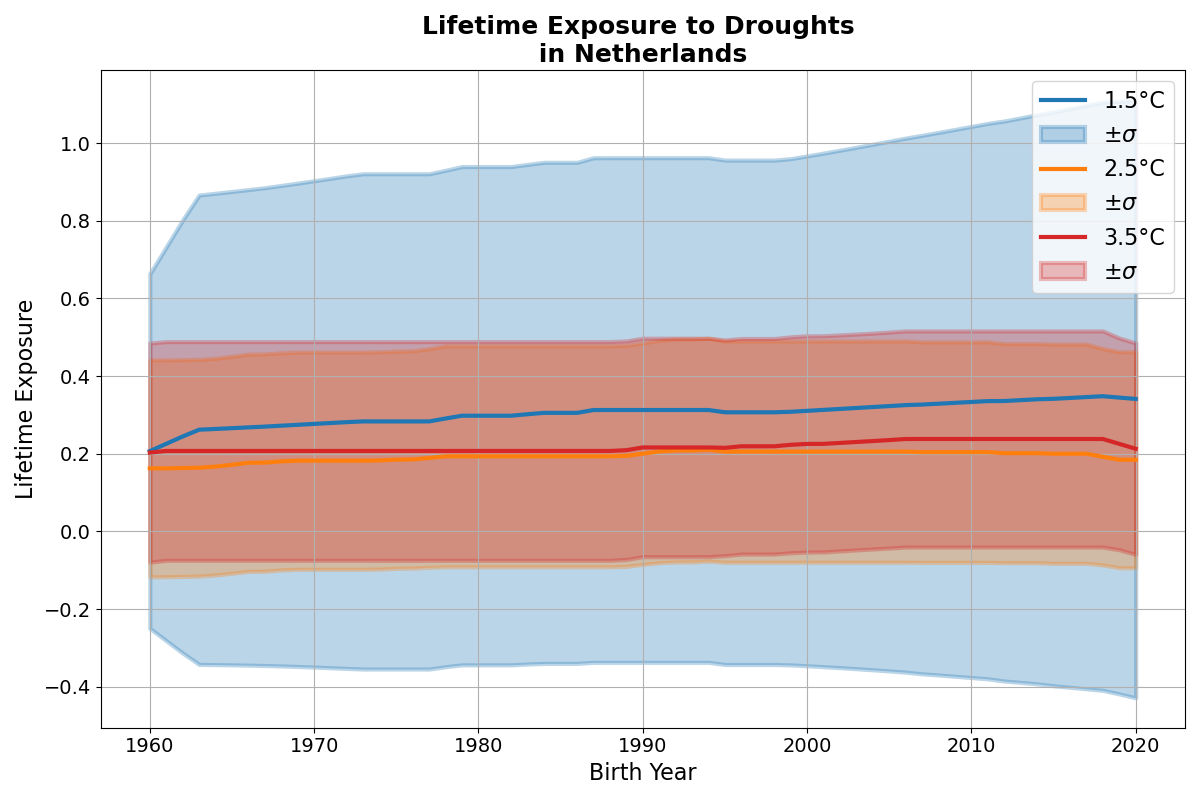 Lifetime Exposure to Droughts
in Netherlands
1.5°C
±σ
2.5°C
±σ
3.5°C
±σ
Lifetime Exposure
1.0
0.8
0.6
0.4
0.2
0.0
−0.2
−0.4
1960 1970 1980 1990 2000 2010 2020
Birth Year